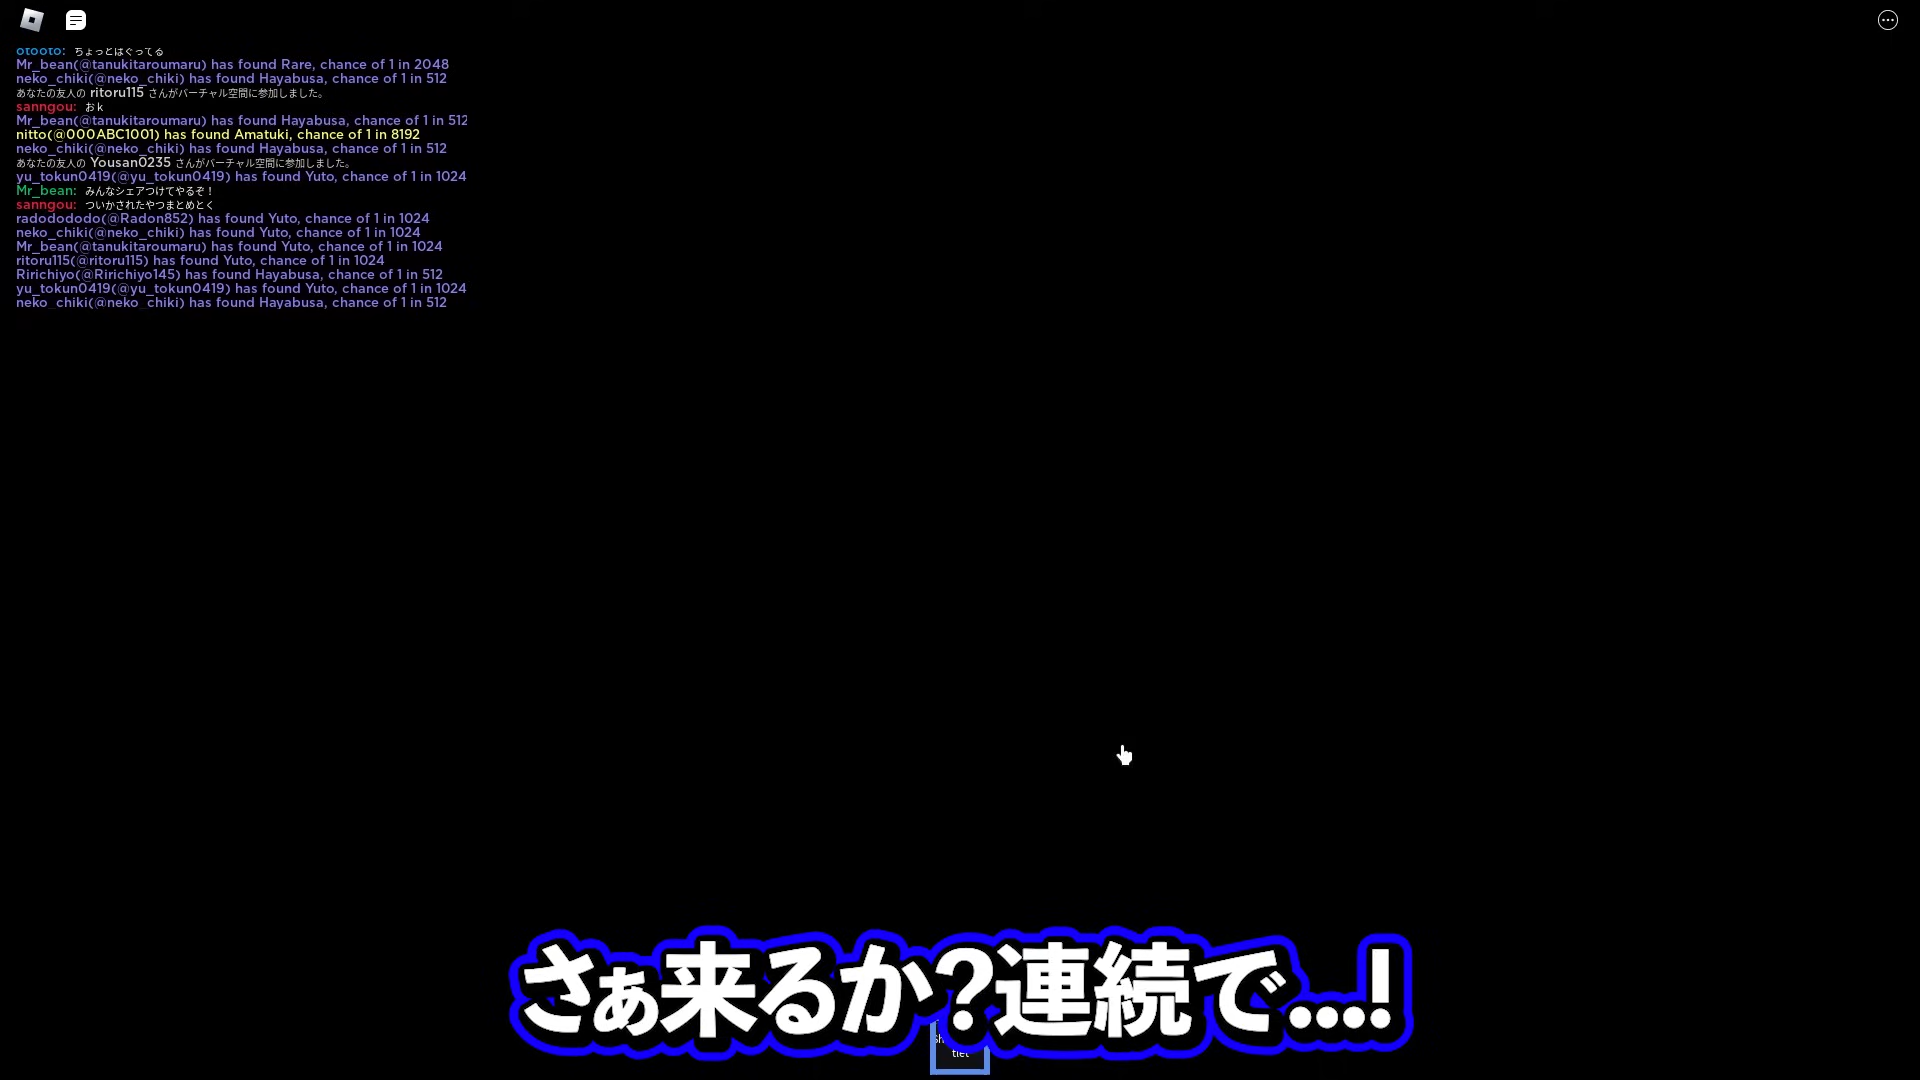 otooto: ちょっとはぐってる
Mr_bean(@tanukitaroumaru) has found Rare, chance of 1 in 2048
neko_chiki(@neko_chiki) has found Hayabusa, chance of 1 in 512
あなたの友人の ritoru115 さんがバーチャル空間に参加しました。
sanngou: おk
Mr_bean(@tanukitaroumaru) has found Hayabusa, chance of 1 in 512
nitto(@000ABC1001) has found Amatuki, chance of 1 in 8192
neko_chiki(@neko_chiki) has found Hayabusa, chance of 1 in 512
あなたの友人の Yousan0235 さんがバーチャル空間に参加しました。
yu_tokun0419(@yu_tokun0419) has found Yuto, chance of 1 in 1024
Mr_bean: みんなシェアつけてやるぞ！
sanngou: ついかされたやつまとめとく
radodododo(@Radon852) has found Yuto, chance of 1 in 1024
neko_chiki(@neko_chiki) has found Yuto, chance of 1 in 1024
Mr_bean(@tanukitaroumaru) has found Yuto, chance of 1 in 1024
ritoru115(@ritoru115) has found Yuto, chance of 1 in 1024
Ririchiyo(@Ririchiyo145) has found Hayabusa, chance of 1 in 512
yu_tokun0419(@yu_tokun0419) has found Yuto, chance of 1 in 1024
neko_chiki(@neko_chiki) has found Hayabusa, chance of 1 in 512
さぁ来るか?連続で...!